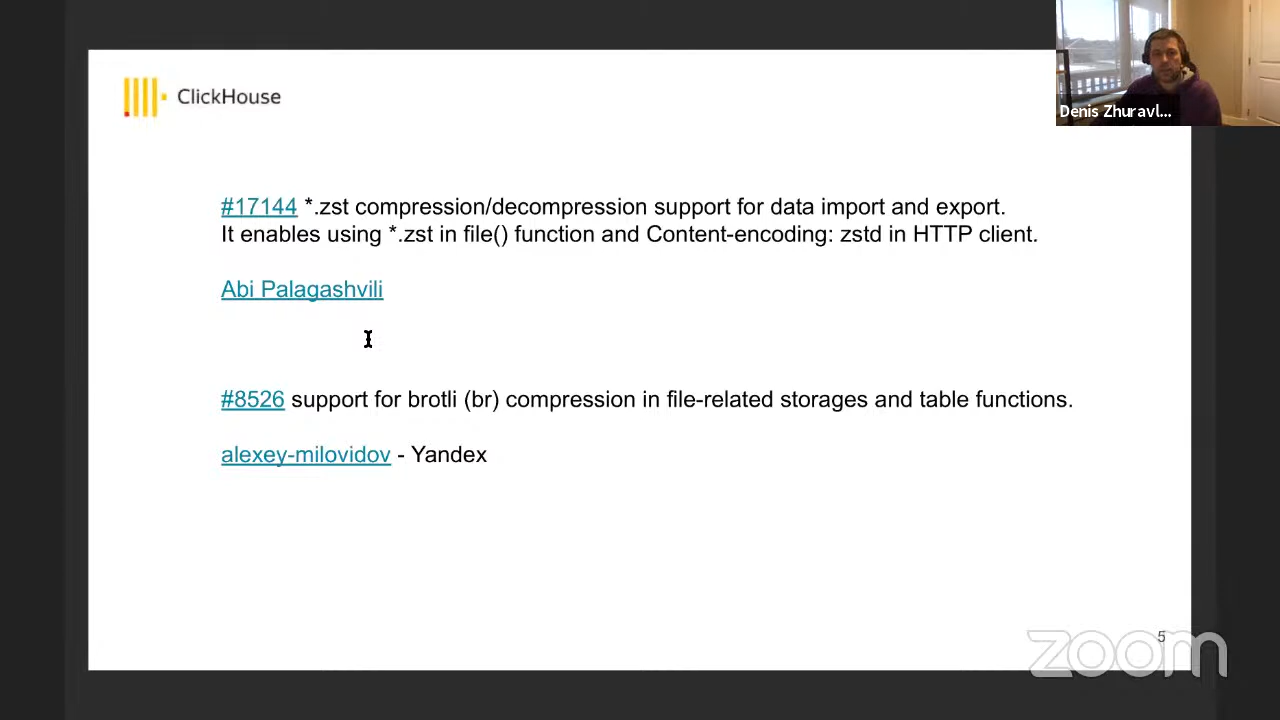 ClickHouse
Denis Zhuravl...
#17144 *.zst compression/decompression support for data import and export.
It enables using *.zst in file() function and Content-encoding: zstd in HTTP client.
Abi Palagashvili
#8526 support for brotli (br) compression in file-related storages and table functions.
alexey-milovidov - Yandex
5
zoom